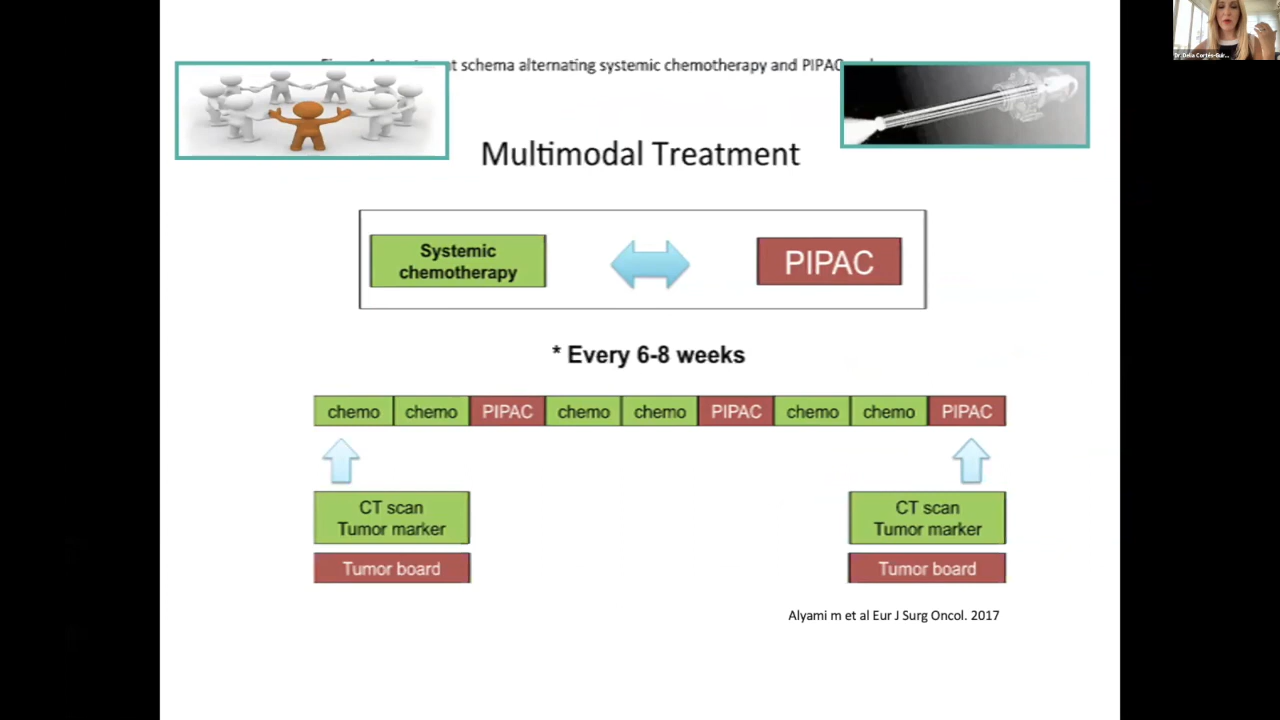 t schema alternating systemic chemotherapy and PIPAC
Multimodal Treatment
Systemic
chemotherapy
PIPAC
* Every 6-8 weeks
chemo chemo PIPAC chemo chemo PIPAC chemo chemo PIPAC
CT scan
Tumor marker
Tumor board
CT scan
Tumor marker
Tumor board
Alyami m et al Eur J Surg Oncol. 2017